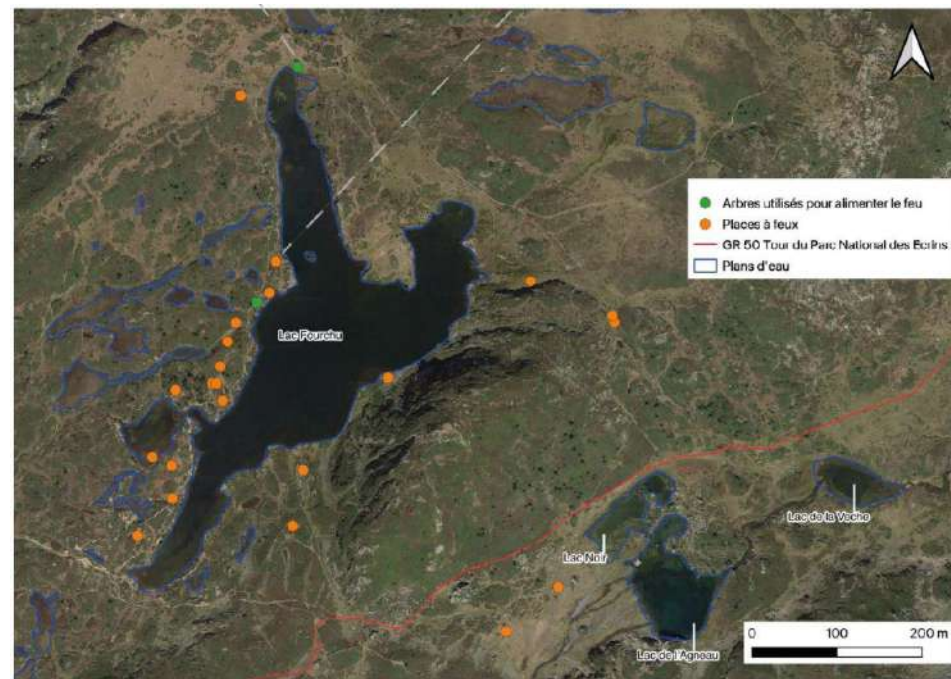 Arbres utilisés pour alimenter le feu
Places à feux
GR 50 Tour du Parc National des Ecrins
Plans d'eau
Lac Fourchu
Lac de la Vache
Lac Noir
Lac de l'Agneau
0 100 200 m